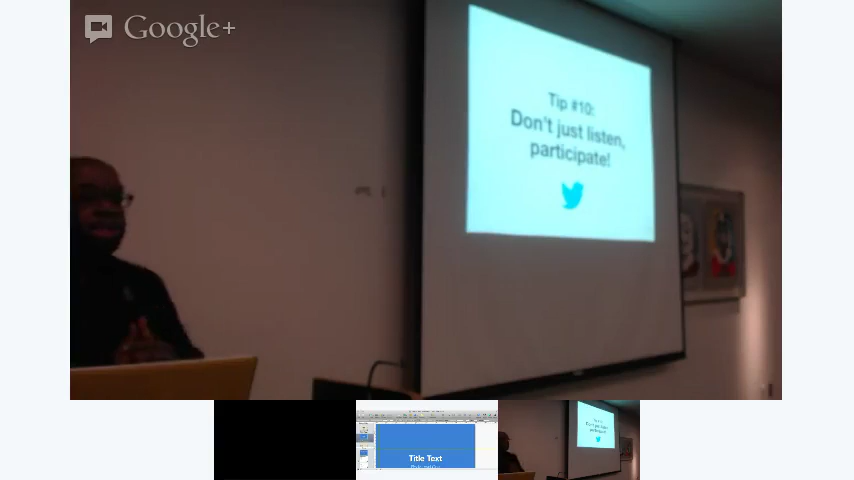 Google+
Tip #10:
Don't just listen,
participate!
Title Text